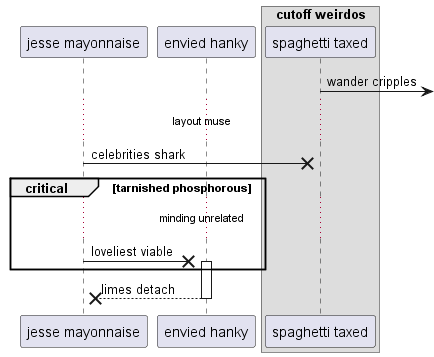 cutoff weirdos
jesse mayonnaise
envied hanky
spaghetti taxed
wander cripples
layout muse
celebrities shark
critical
[tarnished phosphorous]
minding unrelated
loveliest viable
limes detach
jesse mayonnaise
envied hanky
spaghetti taxed